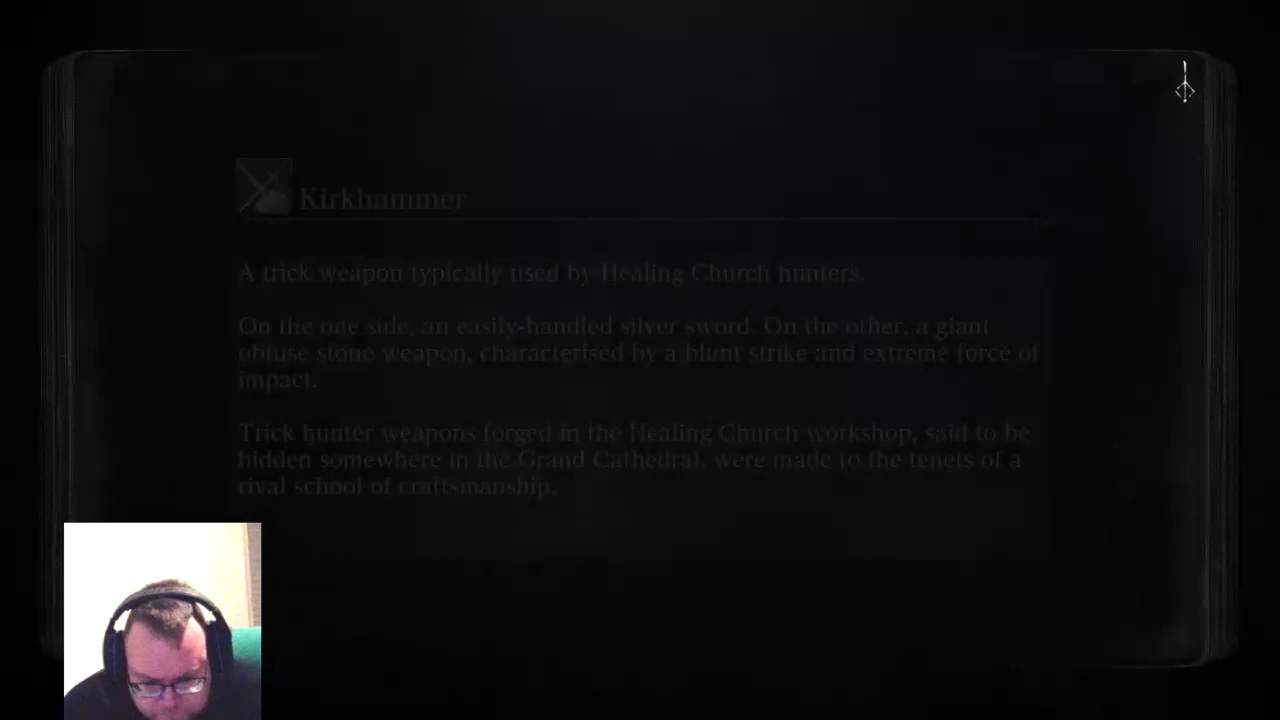 Kirkhammer
A trick weapon typically used by Healing Church hunters.
On the one side, an easily-handled silver sword. On the other, a giant
obtuse stone weapon, characterised by a blunt strike and extreme force of
impact.
Trick hunter weapons forged in the Healing Church workshop, said to be
hidden somewhere in the Grand Cathedral, were made to the tenets of a
rival school of craftsmanship.